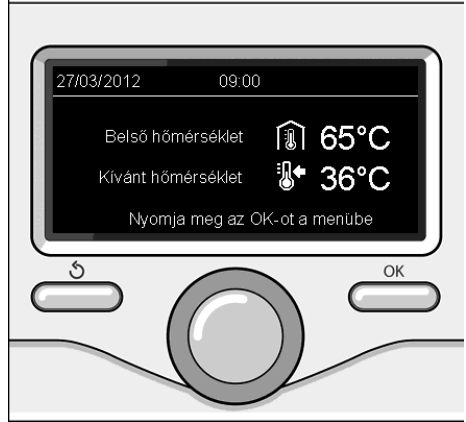 27/03/2012 09:00
Belső hőmérséklet 65°C
Kívánt hőmérséklet 36°C
Nyomja meg az OK-ot a menübe
OK